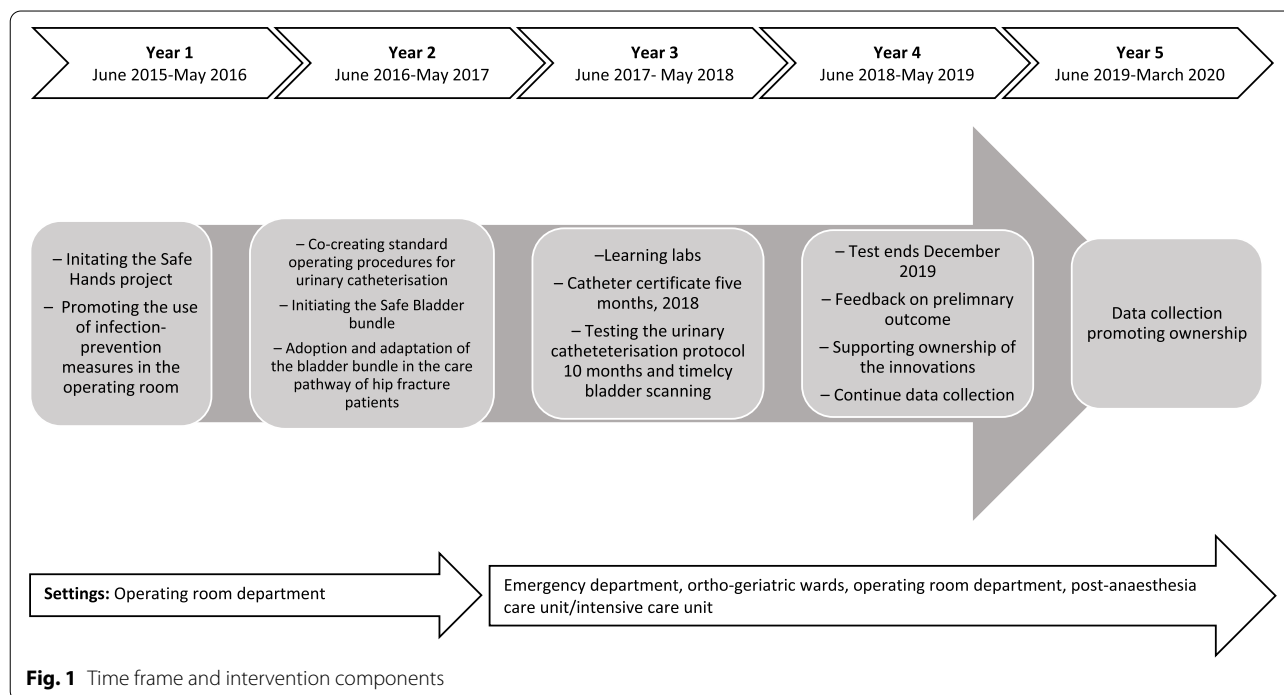 Year 1
June 2015-May 2016
Year 2
June 2016-May 2017
Year 3
June 2017- May 2018
Year 4
June 2018-May 2019
Year 5
June 2019-March 2020
– Initating the Safe
Hands project
– Promoting the use
of infection-
prevention
measures in the
operating room
– Co-creating standard
operating procedures for
urinary catheterisation
– Initiating the Safe Bladder
bundle
– Adoption and adaptation of
the bladder bundle in the care
pathway of hip fracture
patients
–Learning labs
– Catheter certificate five
months, 2018
– Testing the urinary
catheteterisation protocol
10 months and timelcy
bladder scanning
– Test ends December
2019
– Feedback on prelimnary
outcome
– Supporting ownership of
the innovations
– Continue data collection
Data collection
promoting ownership
Settings: Operating room department
Emergency department, ortho-geriatric wards, operating room department, post-anaesthesia
care unit/intensive care unit
Fig. 1 Time frame and intervention components